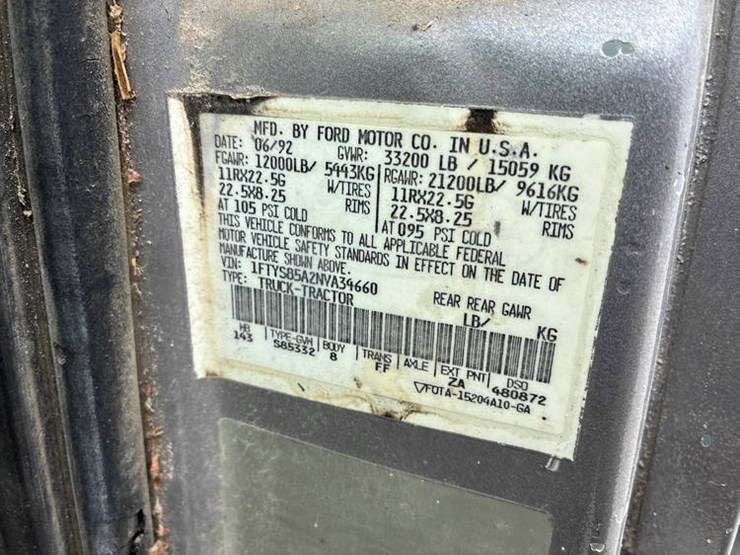 MFD. BY FORD MOTOR CO. IN U.S.A.
DATE: 06/92 GVWR: 33200 LB / 15059 KG
FGAWR: 12000LB/ 5443KG RGAWR: 21200LB/ 9616KG
11RX22.5G W/TIRES 11RX22.5G W/TIRES
22.5X8.25 RIMS 22.5X8.25 RIMS
AT 105 PSI COLD AT 095 PSI COLD
THIS VEHICLE CONFORMS TO ALL APPLICABLE FEDERAL
MOTOR VEHICLE SAFETY STANDARDS IN EFFECT ON THE DATE OF
MANUFACTURE SHOWN ABOVE.
VIN: 1FTYS85A2NVA34660 REAR REAR GAWR
TYPE: TRUCK-TRACTOR LB/ KG
WB TYPE-GVW BODY TRANS AXLE EXT PNT DSO
143 S85332 8 FF ZA 480872
▽FOTA-15204A10-GA